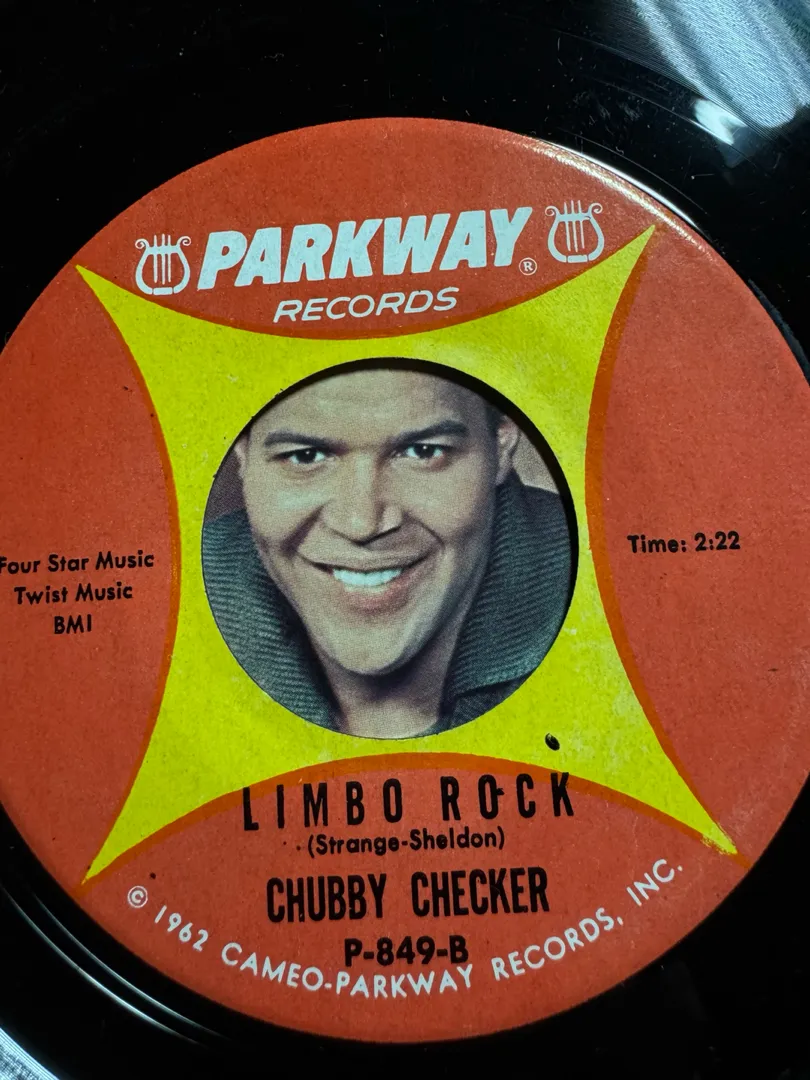 PARKWAY®
RECORDS
Four Star Music
Twist Music
BMI
Time: 2:22
LIMBO ROCK
(Strange-Sheldon)
CHUBBY CHECKER
P-849-B
© 1962 CAMEO-PARKWAY RECORDS, INC.